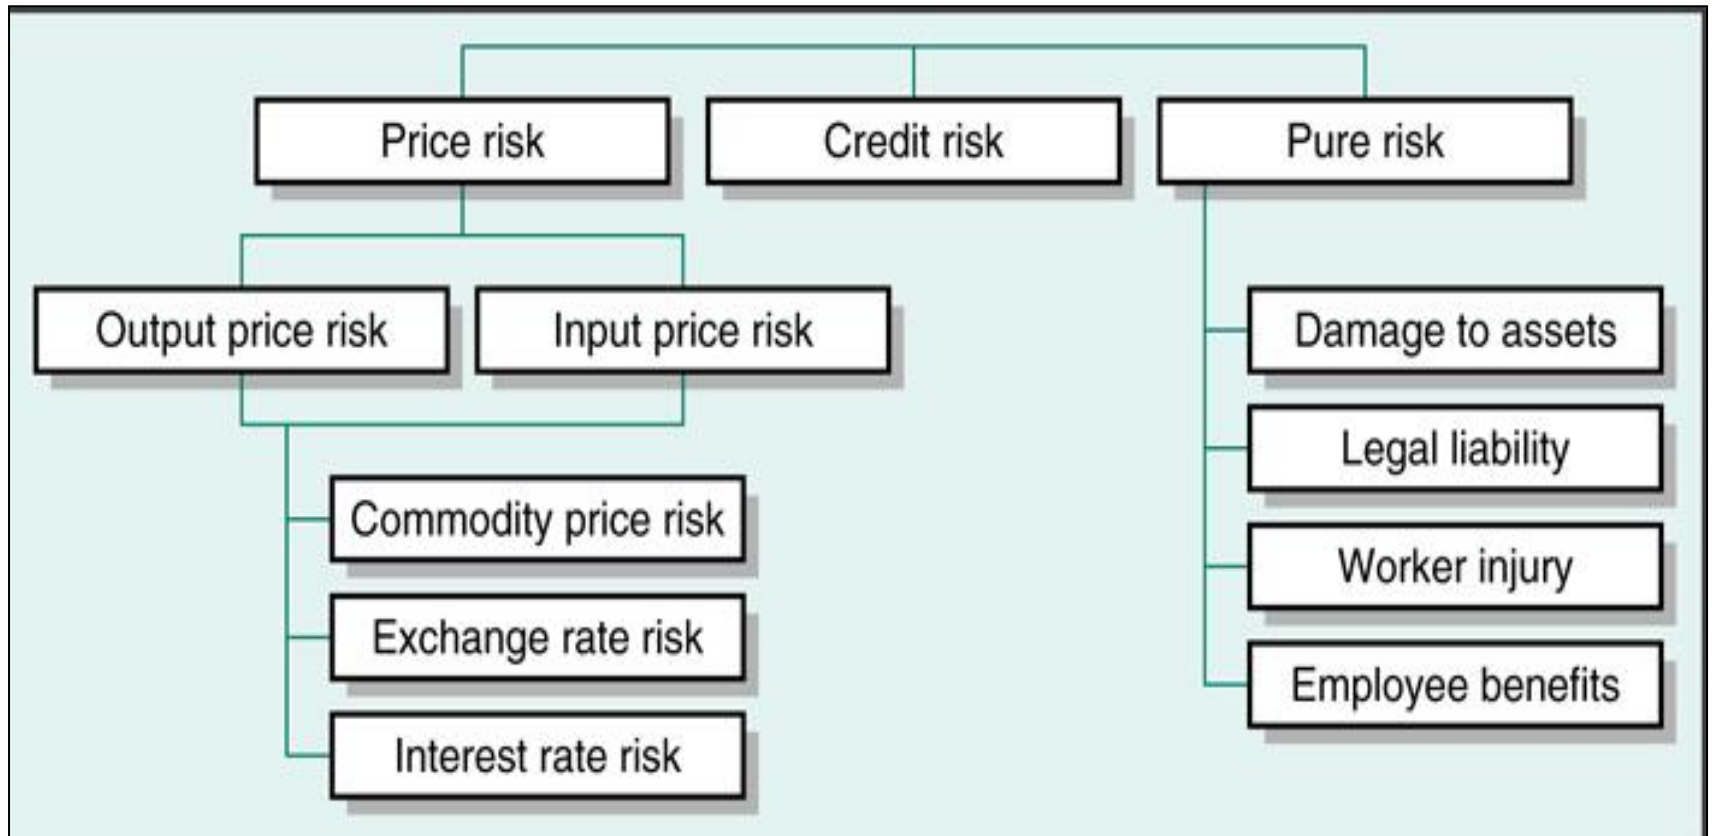 Price risk
Credit risk
Pure risk
Output price risk
Input price risk
Damage to assets
Legal liability
Commodity price risk
Worker injury
Exchange rate risk
Employee benefits
Interest rate risk